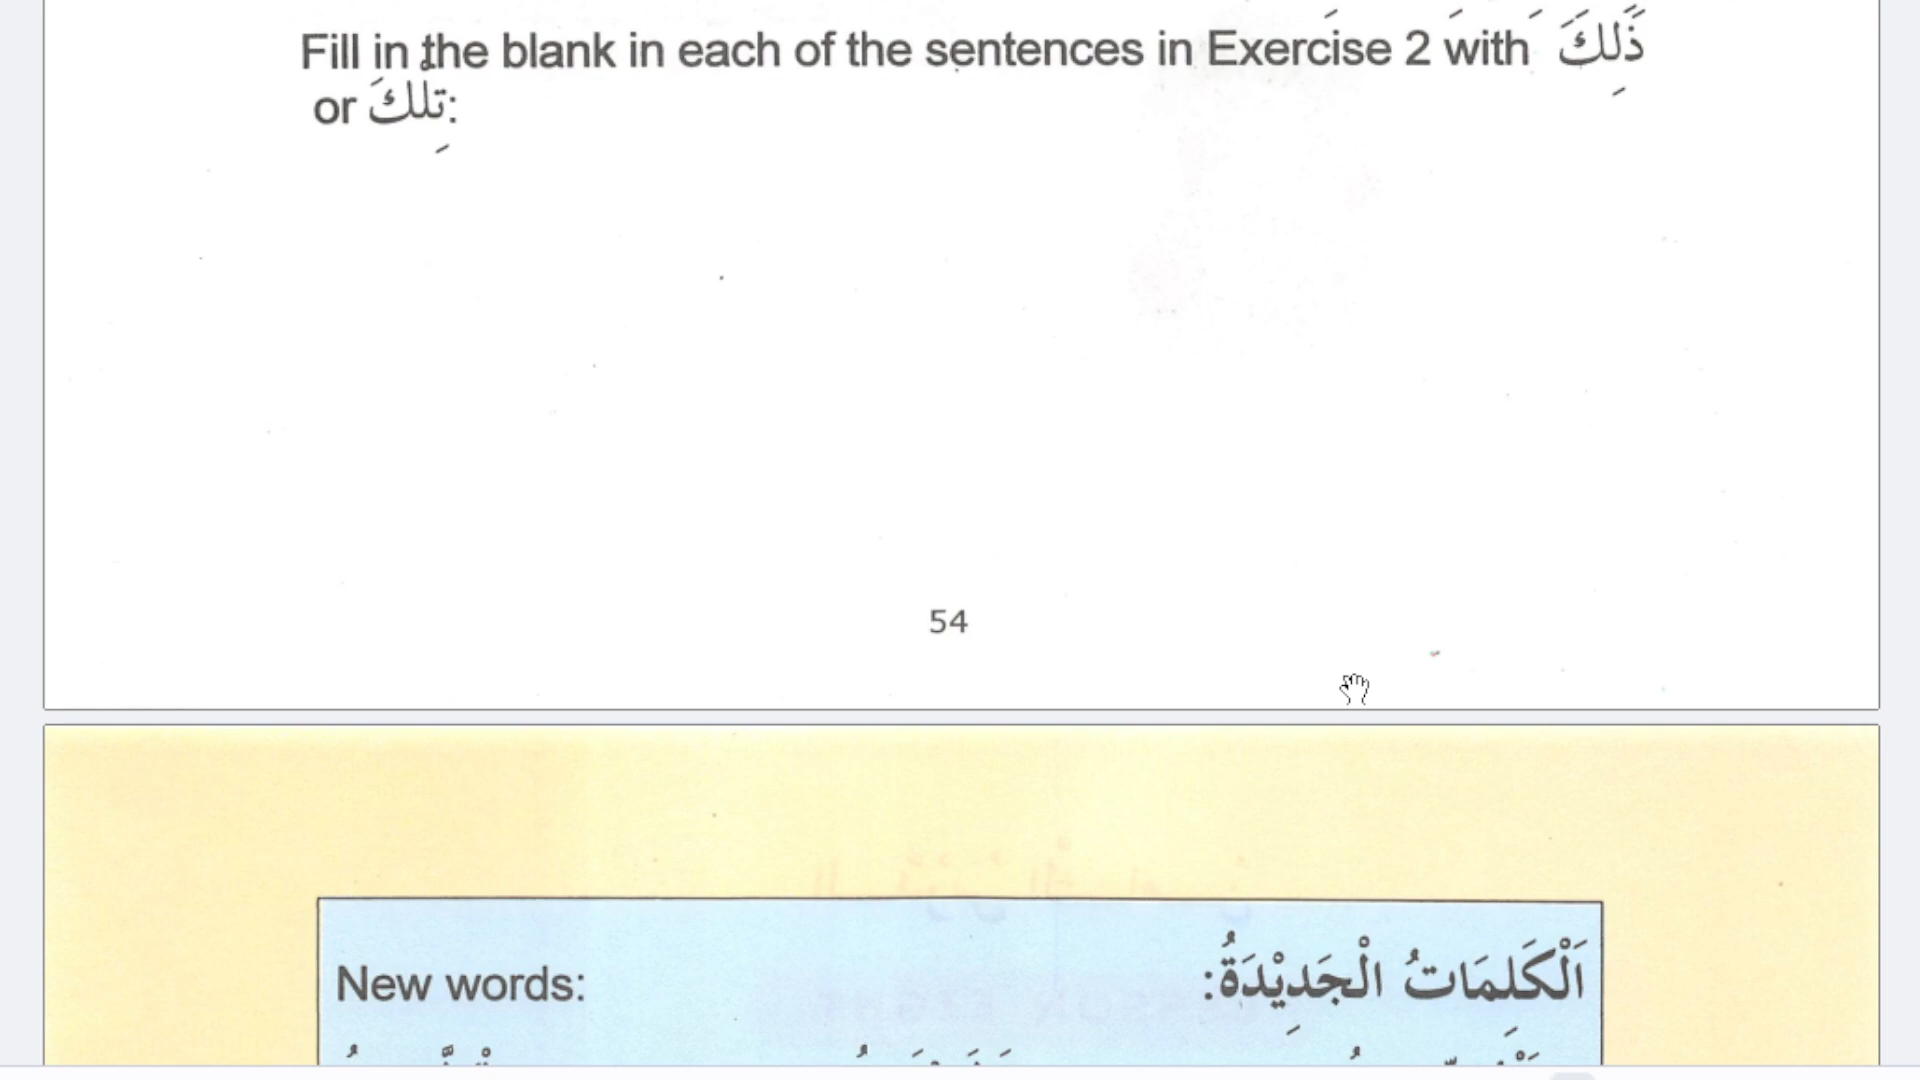 Fill in the blank in each of the sentences in Exercise 2 with ذَٰلِكَ
or تِلْكَ:
54
New words: اَلْكَلِمَاتُ الْجَدِيْدَةُ: